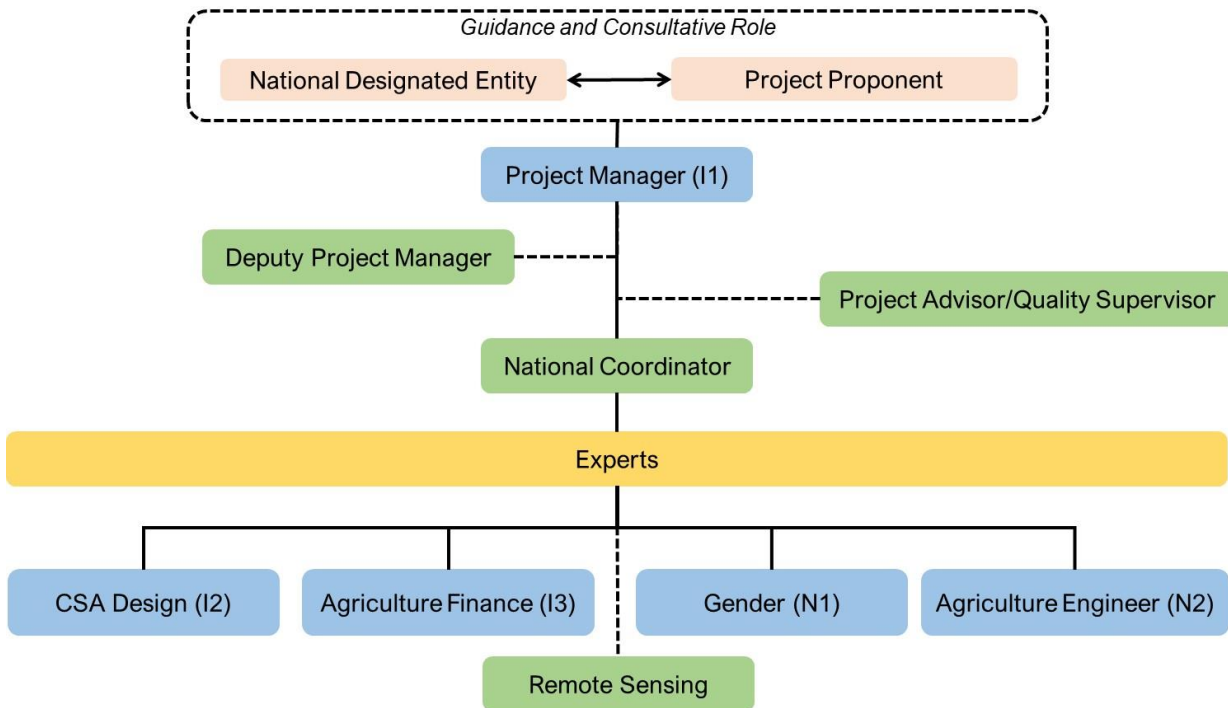 Guidance and Consultative Role
National Designated Entity
Project Proponent
Project Manager (I1)
Deputy Project Manager
Project Advisor/Quality Supervisor
National Coordinator
Experts
CSA Design (I2)
Agriculture Finance (I3)
Gender (N1)
Agriculture Engineer (N2)
Remote Sensing